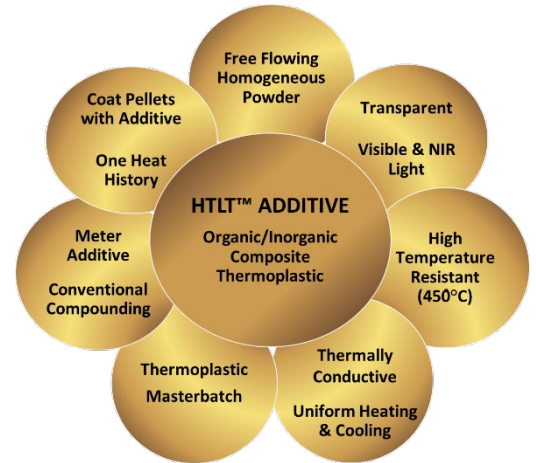 Free Flowing
Homogeneous
Powder
Transparent
Visible & NIR
Light
High
Temperature
Resistant
(450°C)
Thermally
Conductive
Uniform Heating
& Cooling
Thermoplastic
Masterbatch
Meter
Additive
Conventional
Compounding
Coat Pellets
with Additive
One Heat
History
HTLT™ ADDITIVE
Organic/Inorganic
Composite
Thermoplastic